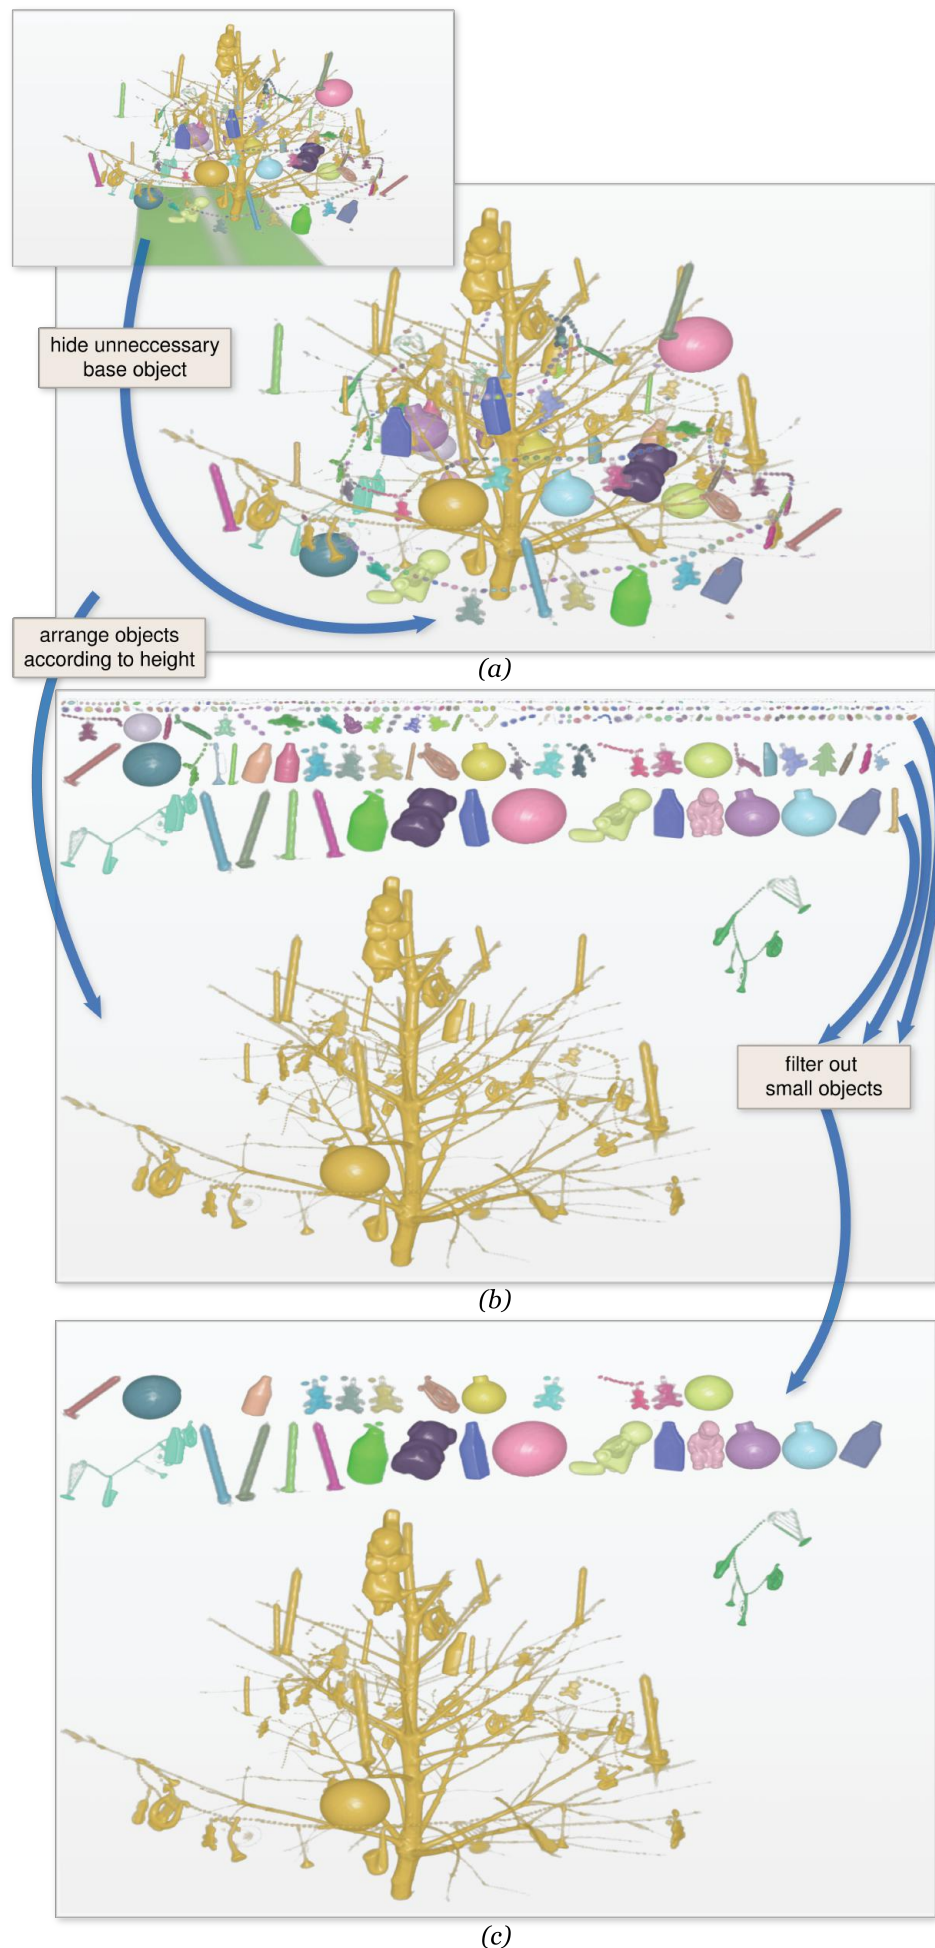 hide unneccessary
base object
(a)
arrange objects
according to height
filter out
small objects
(b)
(c)